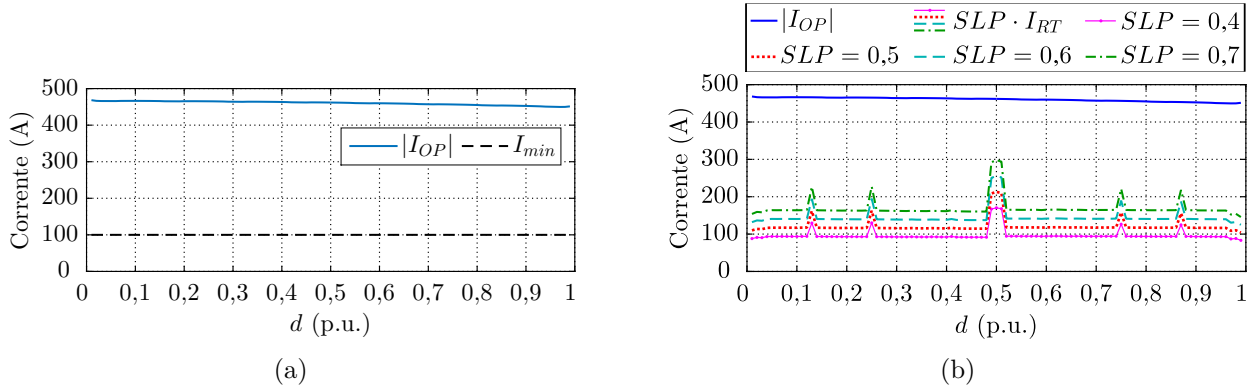 |I_OP| SLP · I_RT SLP = 0,4
SLP = 0,5 SLP = 0,6 SLP = 0,7
Corrente (A)
500
400
300
200
100
0
|I_OP| I_min
0 0,1 0,2 0,3 0,4 0,5 0,6 0,7 0,8 0,9 1
d (p.u.)
(a)
Corrente (A)
500
400
300
200
100
0
0 0,1 0,2 0,3 0,4 0,5 0,6 0,7 0,8 0,9 1
d (p.u.)
(b)